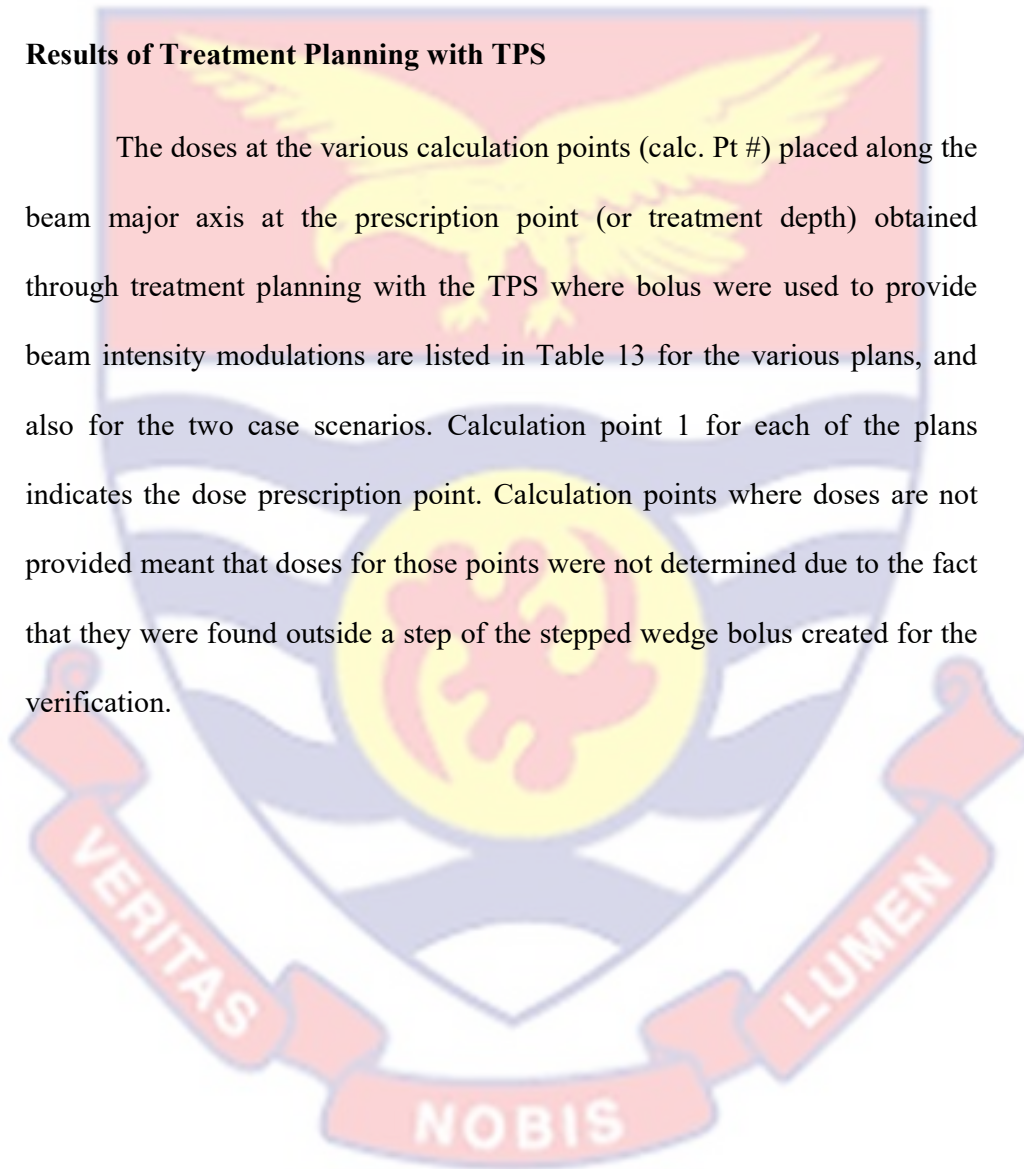 Results of Treatment Planning with TPS
The doses at the various calculation points (calc. Pt #) placed along the
beam major axis at the prescription point (or treatment depth) obtained
through treatment planning with the TPS where bolus were used to provide
beam intensity modulations are listed in Table 13 for the various plans, and
also for the two case scenarios. Calculation point 1 for each of the plans
indicates the dose prescription point. Calculation points where doses are not
provided meant that doses for those points were not determined due to the fact
that they were found outside a step of the stepped wedge bolus created for the
verification.
VERITAS
NOBIS
LUMEN